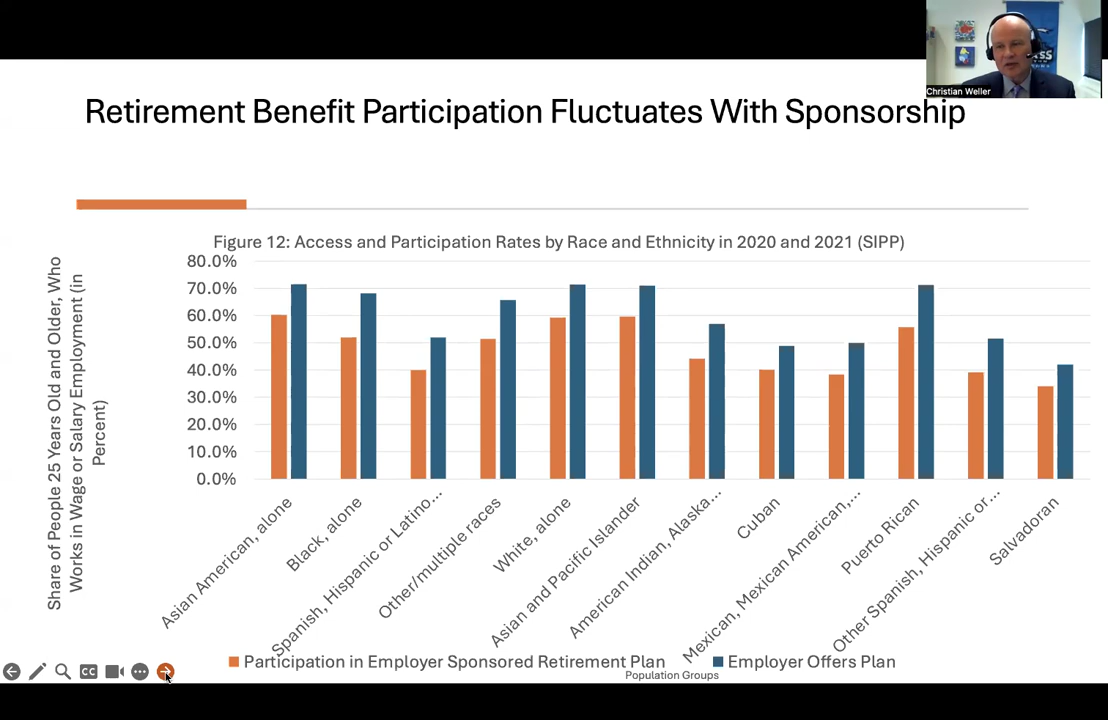 Christian Weller
Retirement Benefit Participation Fluctuates With Sponsorship
Figure 12: Access and Participation Rates by Race and Ethnicity in 2020 and 2021 (SIPP)
Share of People 25 Years Old and Older, Who
Works in Wage or Salary Employment (in
Percent)
80.0%
70.0%
60.0%
50.0%
40.0%
30.0%
20.0%
10.0%
0.0%
Asian American, alone
Black, alone
Spanish, Hispanic or Latino…
Other/multiple races
White, alone
Asian and Pacific Islander
American Indian, Alaska…
Cuban
Mexican, Mexican American,…
Puerto Rican
Other Spanish, Hispanic or…
Salvadoran
Participation in Employer Sponsored Retirement Plan
Employer Offers Plan
Population Groups
CC